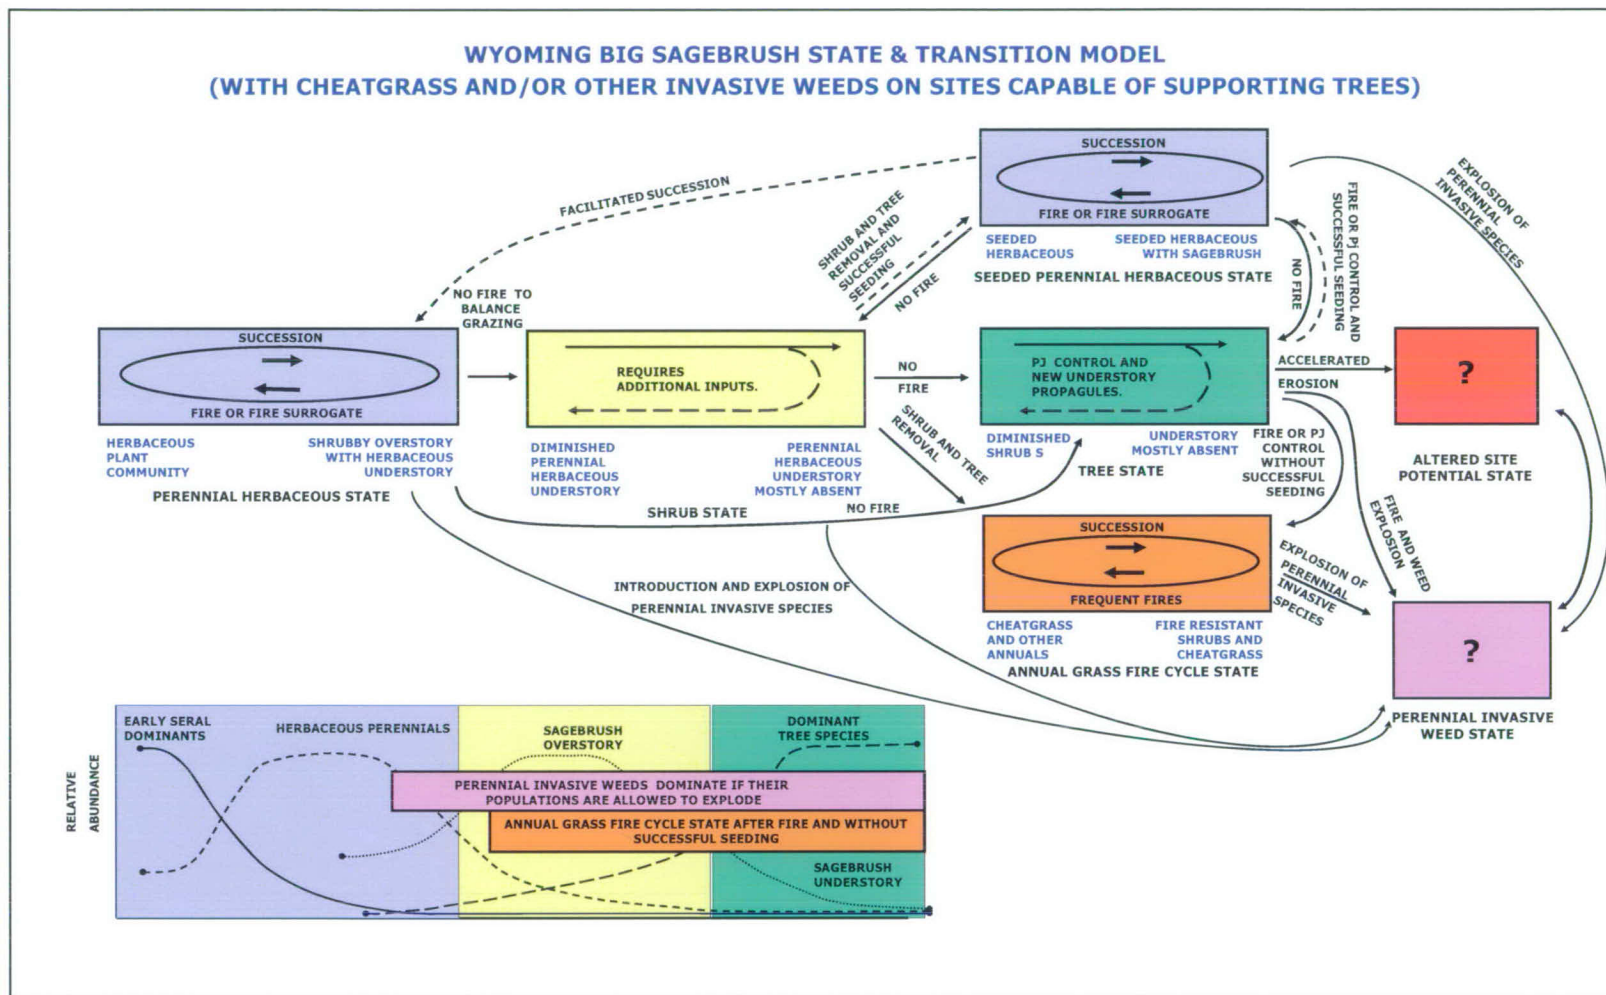 WYOMING BIG SAGEBRUSH STATE & TRANSITION MODEL
(WITH CHEATGRASS AND/OR OTHER INVASIVE WEEDS ON SITES CAPABLE OF SUPPORTING TREES)
SUCCESSION
FIRE OR FIRE SURROGATE
SEEDED
HERBACEOUS
SEEDED HERBACEOUS
WITH SAGEBRUSH
SEEDED PERENNIAL HERBACEOUS STATE
FACILITATED SUCCESSION
SHRUB AND TREE
REMOVAL AND
SUCCESSFUL
SEEDING
NO FIRE
NO FIRE
FIRE OR PJ CONTROL AND
SUCCESSFUL SEEDING
EXPLOSION OF
PERENNIAL
INVASIVE SPECIES
NO FIRE TO
BALANCE
GRAZING
SUCCESSION
FIRE OR FIRE SURROGATE
HERBACEOUS
PLANT
COMMUNITY
SHRUBBY OVERSTORY
WITH HERBACEOUS
UNDERSTORY
PERENNIAL HERBACEOUS STATE
REQUIRES
ADDITIONAL INPUTS.
DIMINISHED
PERENNIAL
HERBACEOUS
UNDERSTORY
PERENNIAL
HERBACEOUS
UNDERSTORY
MOSTLY ABSENT
SHRUB STATE
NO
FIRE
SHRUB AND TREE
REMOVAL
NO FIRE
PJ CONTROL AND
NEW UNDERSTORY
PROPAGULES.
DIMINISHED
SHRUB S
UNDERSTORY
MOSTLY ABSENT
TREE STATE
ACCELERATED
EROSION
FIRE OR PJ
CONTROL
WITHOUT
SUCCESSFUL
SEEDING
FIRE AND WEED
EXPLOSION
?
ALTERED SITE
POTENTIAL STATE
SUCCESSION
FREQUENT FIRES
CHEATGRASS
AND OTHER
ANNUALS
FIRE RESISTANT
SHRUBS AND
CHEATGRASS
ANNUAL GRASS FIRE CYCLE STATE
EXPLOSION OF
PERENNIAL
INVASIVE
SPECIES
?
PERENNIAL INVASIVE
WEED STATE
INTRODUCTION AND EXPLOSION OF
PERENNIAL INVASIVE SPECIES
RELATIVE
ABUNDANCE
EARLY SERAL
DOMINANTS
HERBACEOUS PERENNIALS
SAGEBRUSH
OVERSTORY
DOMINANT
TREE SPECIES
PERENNIAL INVASIVE WEEDS DOMINATE IF THEIR
POPULATIONS ARE ALLOWED TO EXPLODE
ANNUAL GRASS FIRE CYCLE STATE AFTER FIRE AND WITHOUT
SUCCESSFUL SEEDING
SAGEBRUSH
UNDERSTORY